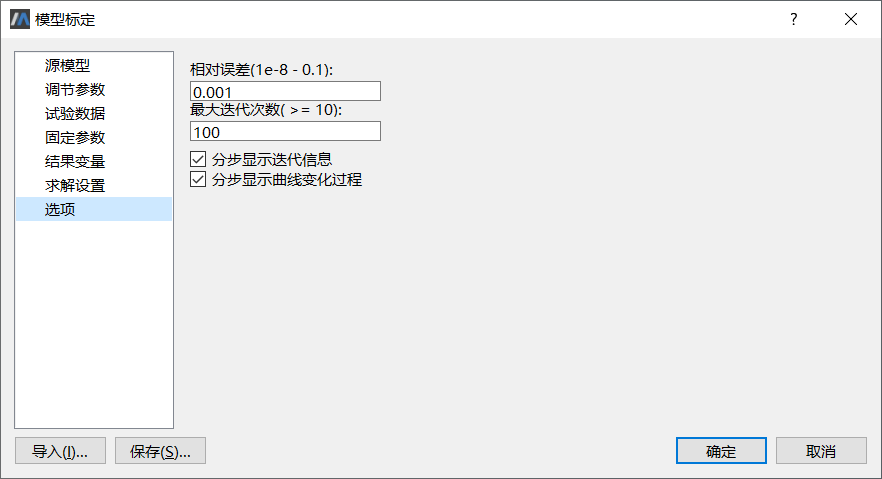 模型标定
源模型
调节参数
试验数据
固定参数
结果变量
求解设置
选项
相对误差(1e-8 - 0.1):
0.001
最大迭代次数( >= 10):
100
分步显示迭代信息
分步显示曲线变化过程
导入(I)...
保存(S)...
确定
取消